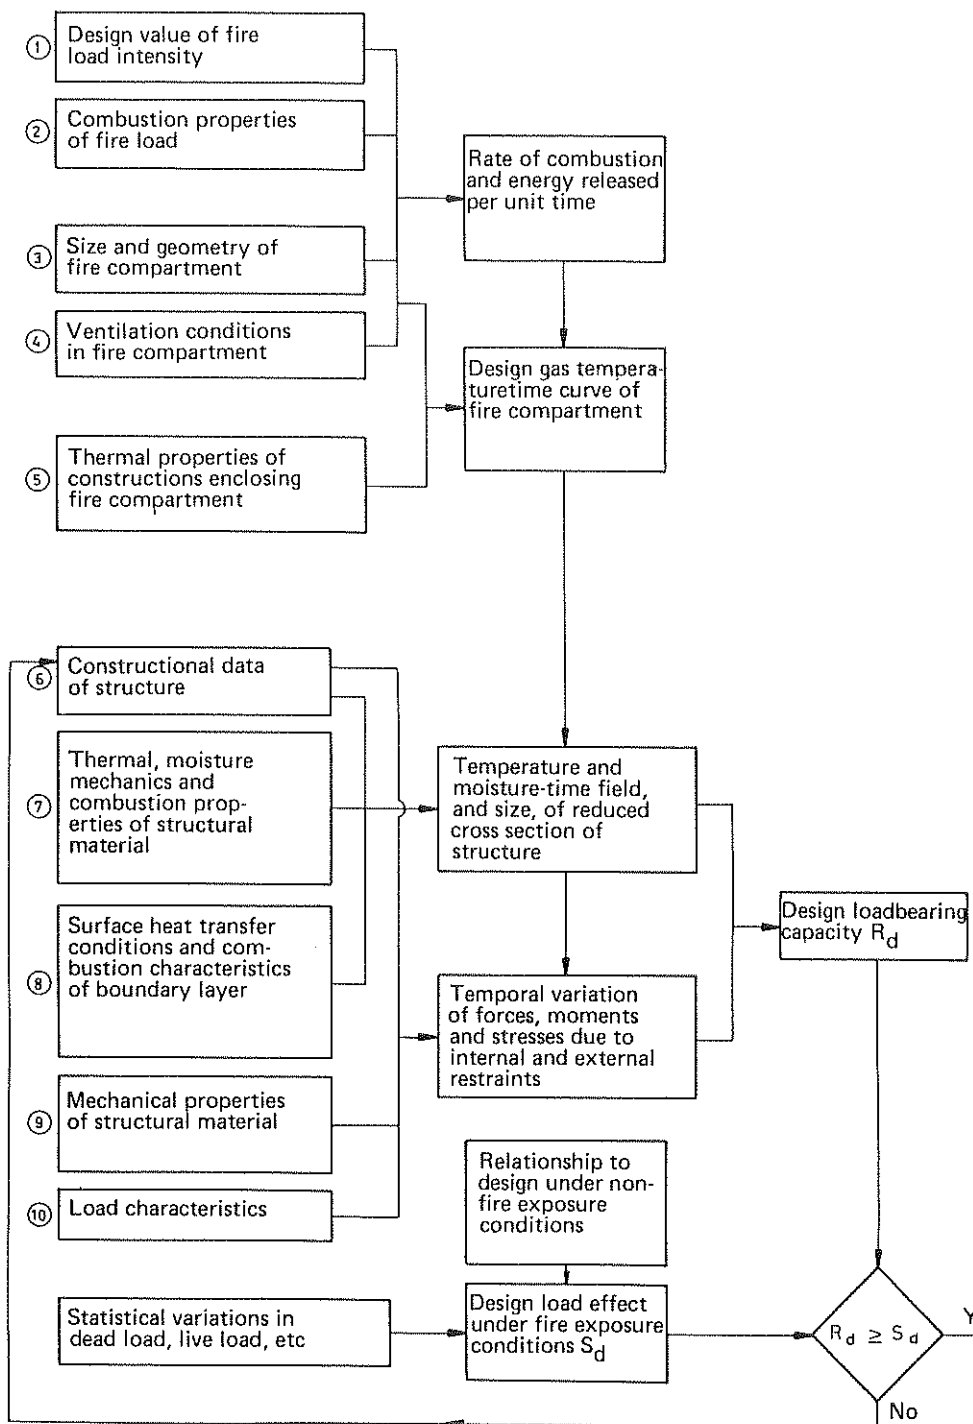 ① Design value of fire
load intensity
② Combustion properties
of fire load
Rate of combustion
and energy released
per unit time
③ Size and geometry of
fire compartment
④ Ventilation conditions
in fire compartment
Design gas tempera-
turetime curve of
fire compartment
⑤ Thermal properties of
constructions enclosing
fire compartment
⑥ Constructional data
of structure
⑦ Thermal, moisture
mechanics and
combustion prop-
erties of structural
material
Temperature and
moisture-time field,
and size, of reduced
cross section of
structure
⑧ Surface heat transfer
conditions and com-
bustion characteristics
of boundary layer
Design loadbearing
capacity Rd
Temporal variation
of forces, moments
and stresses due to
internal and external
restraints
⑨ Mechanical properties
of structural material
⑩ Load characteristics
Relationship to
design under non-
fire exposure
conditions
Statistical variations in
dead load, live load, etc
Design load effect
under fire exposure
conditions Sd
Rd ≥ Sd
No